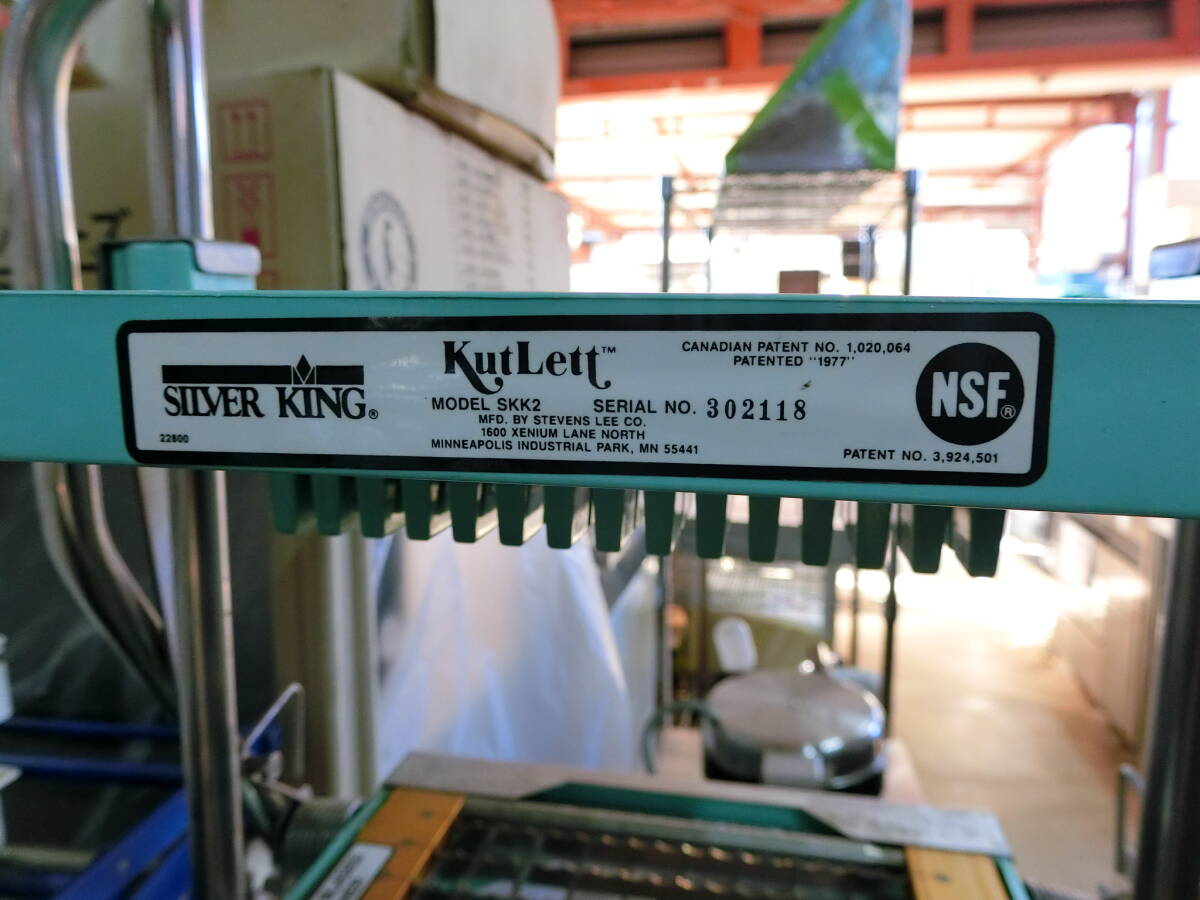 SILVER KING®
22800
KutLett™
MODEL SKK2 SERIAL NO. 302118
MFD. BY STEVENS LEE CO.
1600 XENIUM LANE NORTH
MINNEAPOLIS INDUSTRIAL PARK, MN 55441
CANADIAN PATENT NO. 1,020,064
PATENTED "1977"
NSF®
PATENT NO. 3,924,501